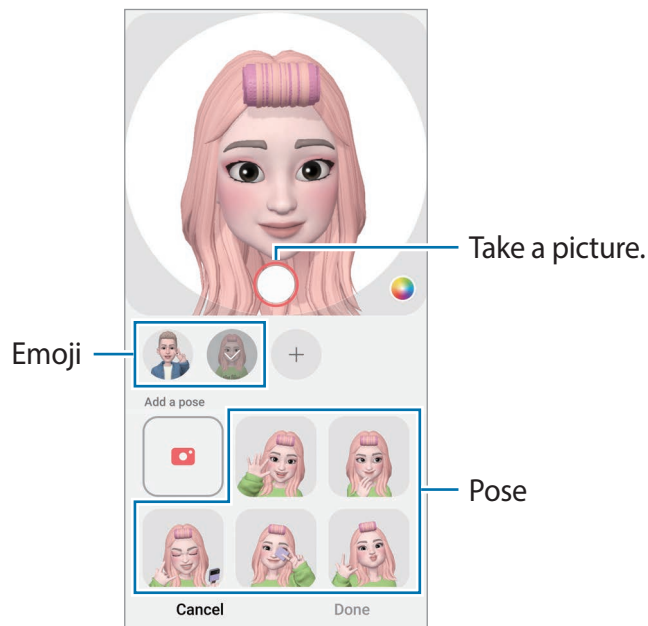 Take a picture.
Emoji
+
Add a pose
Pose
Cancel
Done